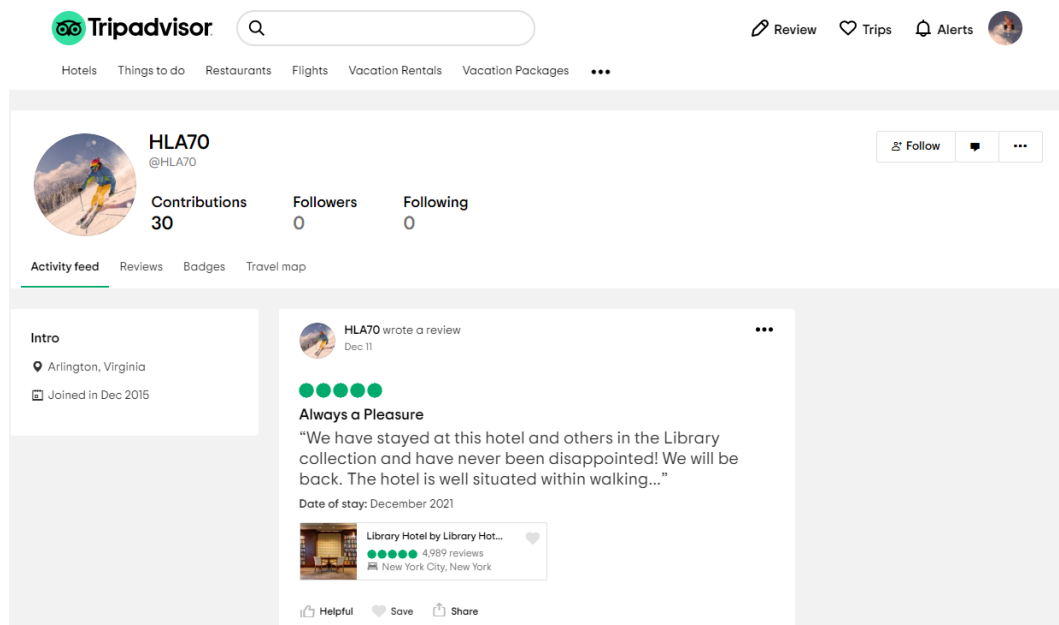 Tripadvisor
Review
Trips
Alerts
Hotels
Things to do
Restaurants
Flights
Vacation Rentals
Vacation Packages
HLA70
@HLA70
Follow
Contributions
Followers
Following
30
0
0
Activity feed
Reviews
Badges
Travel map
Intro
Arlington, Virginia
Joined in Dec 2015
HLA70 wrote a review
Dec 11
Always a Pleasure
“We have stayed at this hotel and others in the Library
collection and have never been disappointed! We will be
back. The hotel is well situated within walking...”
Date of stay: December 2021
Library Hotel by Library Hot...
4,989 reviews
New York City, New York
Helpful
Save
Share